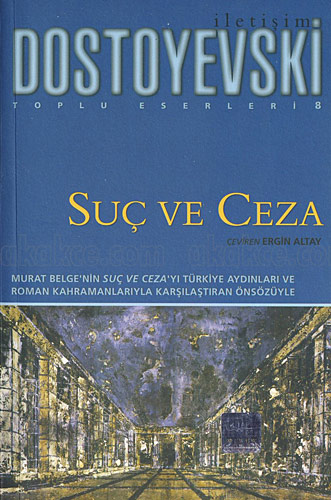 iletişim
DOSTOYEVSKİ
TOPLU ESERLERİ 8
SUÇ VE CEZA
ÇEVİREN ERGİN ALTAY
MURAT BELGE'NİN SUÇ VE CEZA'YI TÜRKİYE AYDINLARI VE
ROMAN KAHRAMANLARIYLA KARŞILAŞTIRAN ÖNSÖZÜYLE